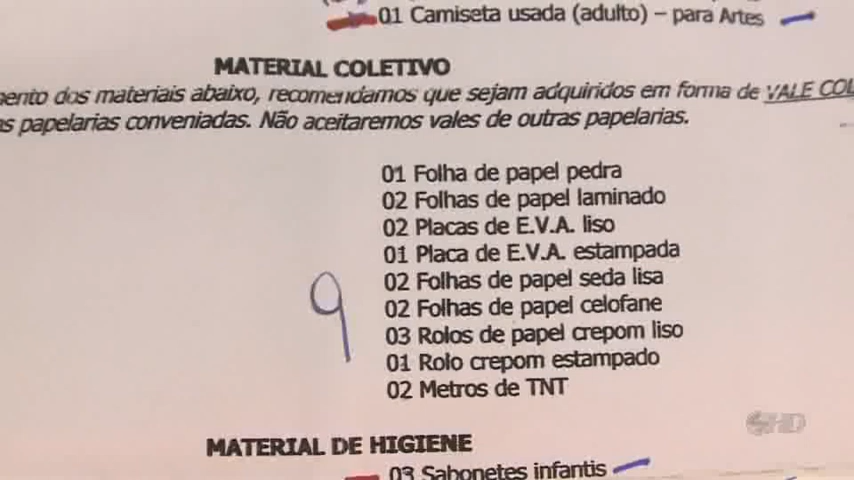 01 Camiseta usada (adulto) – para Artes
MATERIAL COLETIVO
dos materiais abaixo, recomendamos que sejam adquiridos em forma de VALE
papelarias conveniadas. Não aceitaremos vales de outras papelarias.
01 Folha de papel pedra
02 Folhas de papel laminado
02 Placas de E.V.A. liso
01 Placa de E.V.A. estampada
02 Folhas de papel seda lisa
9
02 Folhas de papel celofane
03 Rolos de papel crepom liso
01 Rolo crepom estampado
02 Metros de TNT
HD
MATERIAL DE HIGIENE
03 Sabonetes infantis